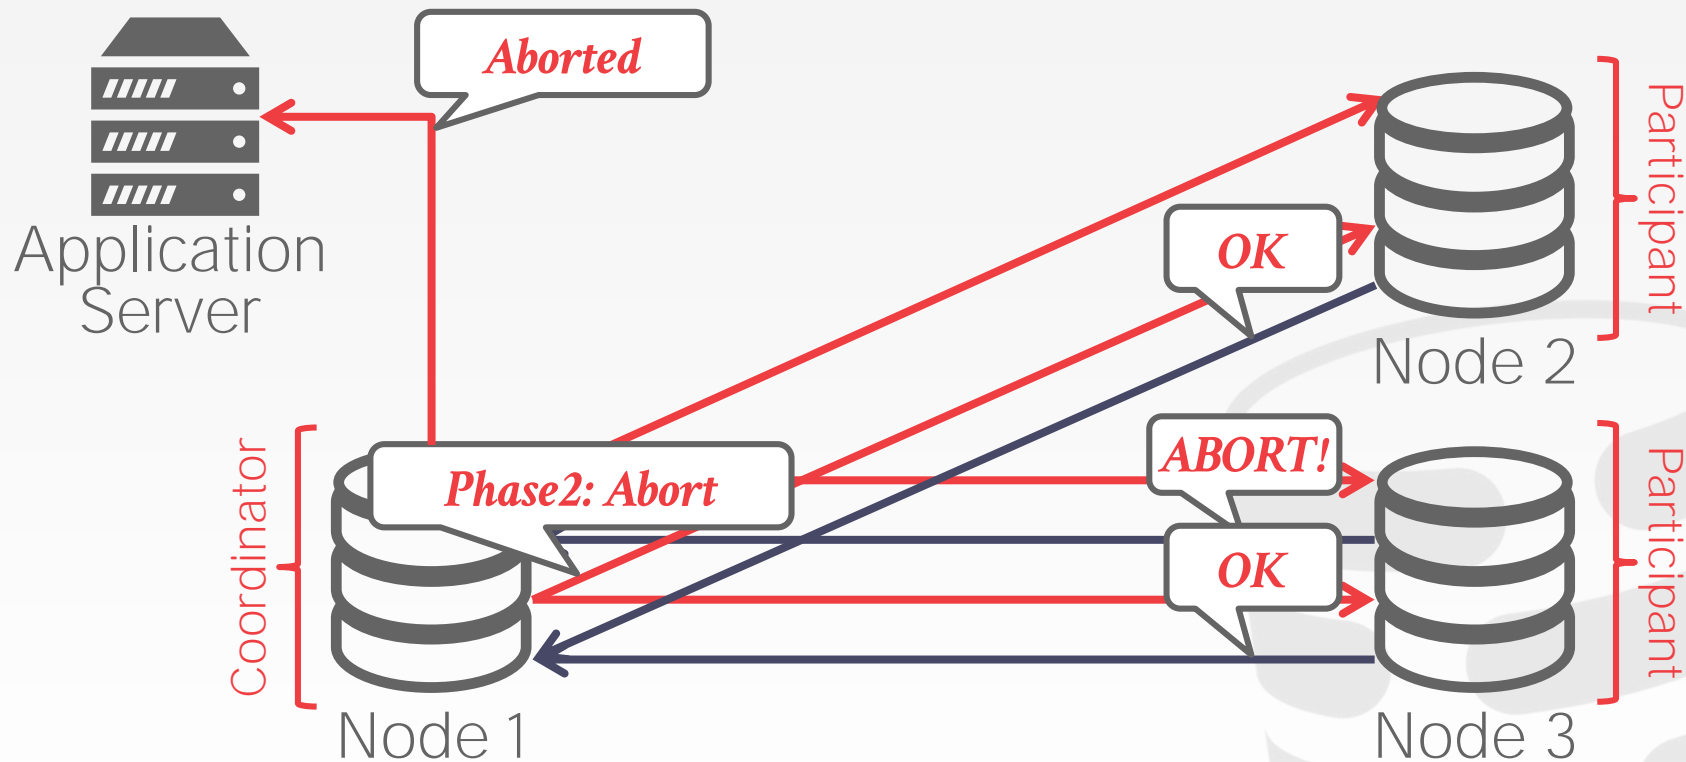 Aborted
Application
Server
Participant
OK
Node 2
Coordinator
Phase2: Abort
ABORT!
OK
Participant
Node 1
Node 3